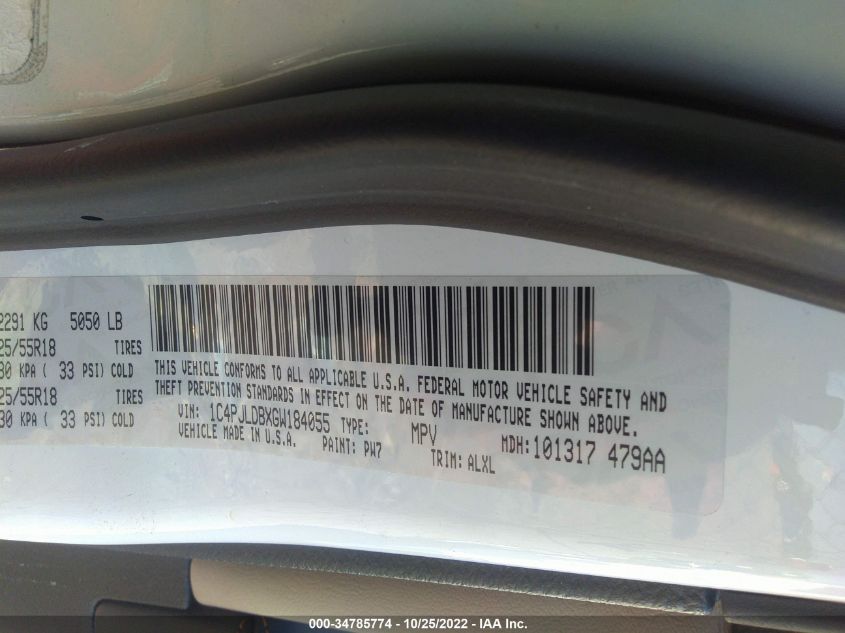 2291 KG 5050 LB
25/55R18 TIRES
30 KPA ( 33 PSI) COLD
25/55R18 TIRES
30 KPA ( 33 PSI) COLD
THIS VEHICLE CONFORMS TO ALL APPLICABLE U.S.A. FEDERAL MOTOR VEHICLE SAFETY AND
THEFT PREVENTION STANDARDS IN EFFECT ON THE DATE OF MANUFACTURE SHOWN ABOVE.
VIN: 1C4PJLDBXGW184055 TYPE: MPV MDH:101317 479AA
VEHICLE MADE IN U.S.A. PAINT: PW7 TRIM: ALXL
000-34785774 - 10/25/2022 - IAA Inc.